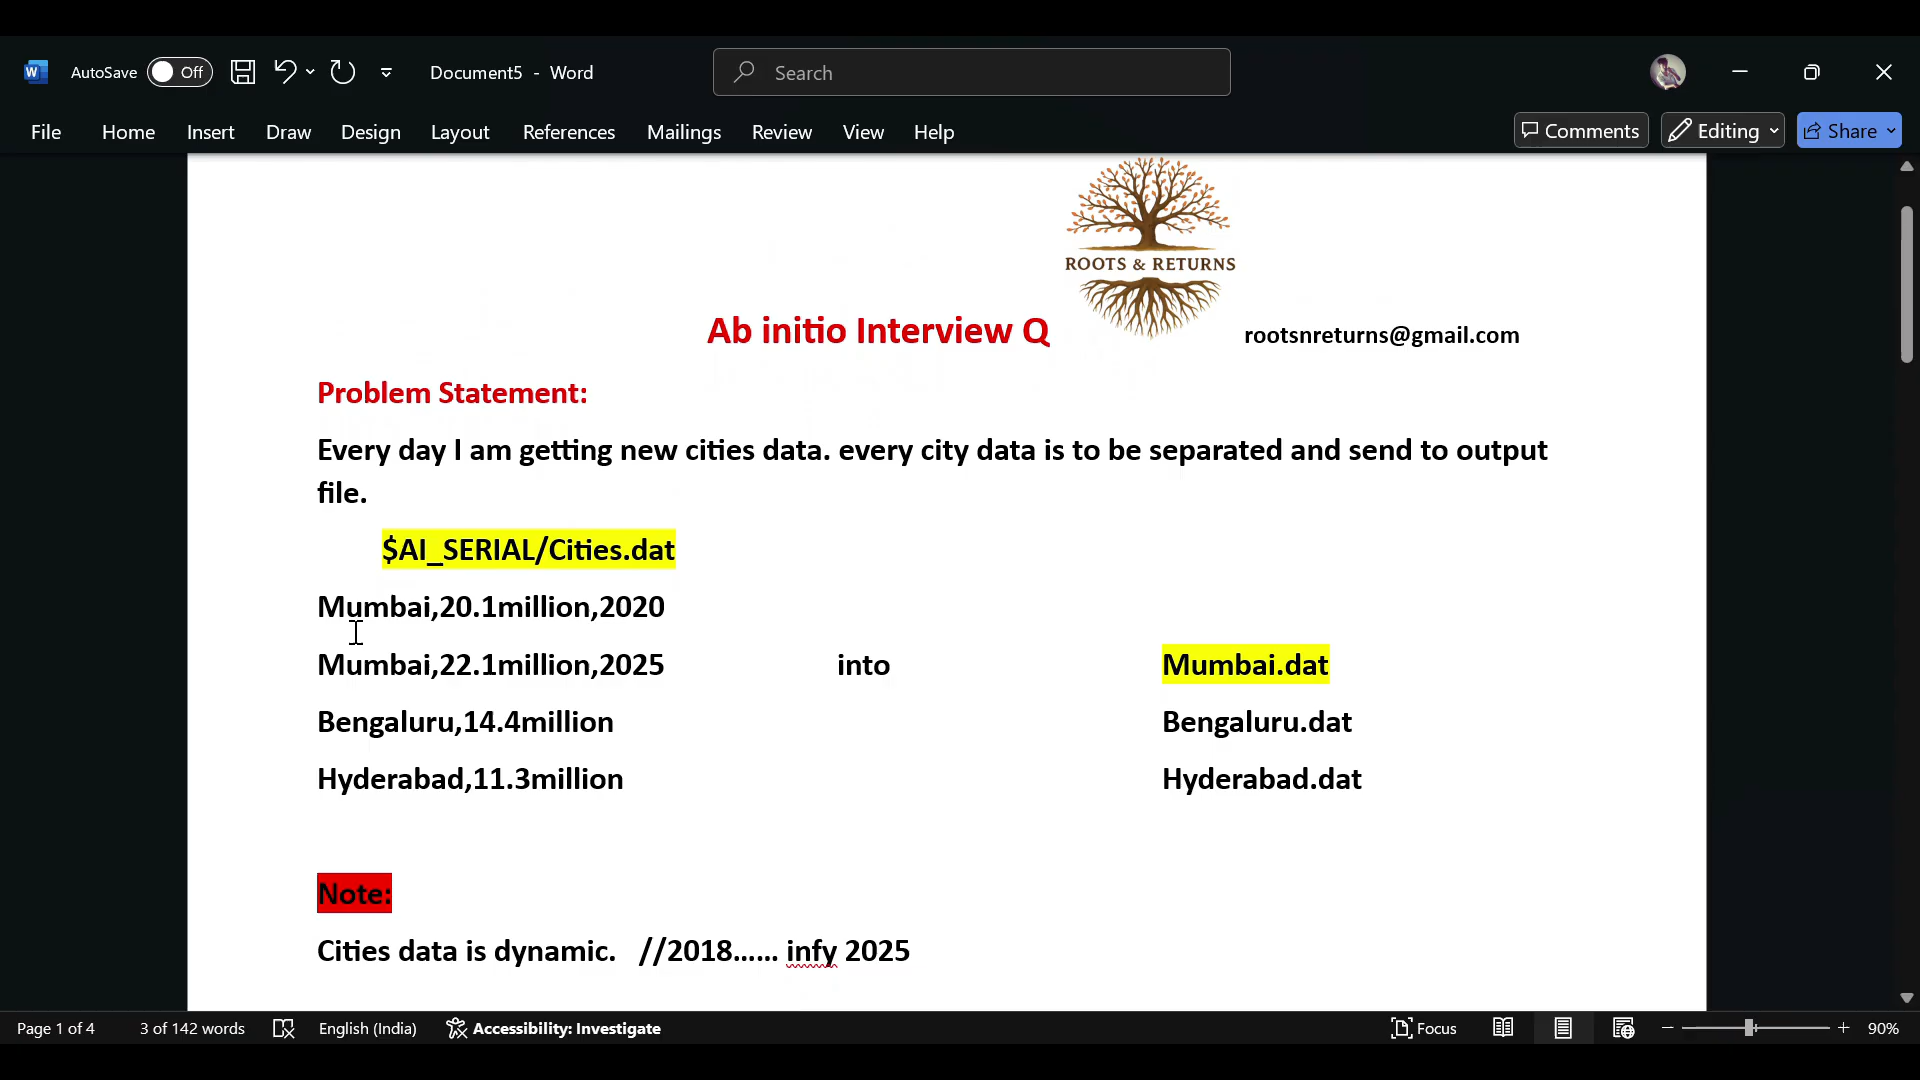 AutoSave Off Document5 - Word Search
File Home Insert Draw Design Layout References Mailings Review View Help Comments Editing Share
ROOTS & RETURNS
Ab initio Interview Q rootsnreturns@gmail.com
Problem Statement:
Every day I am getting new cities data. every city data is to be separated and send to output
file.
$AI_SERIAL/Cities.dat
Mumbai,20.1million,2020
Mumbai,22.1million,2025 into Mumbai.dat
Bengaluru,14.4million Bengaluru.dat
Hyderabad,11.3million Hyderabad.dat
Note:
Cities data is dynamic. //2018...... infy 2025
Page 1 of 4 3 of 142 words English (India) Accessibility: Investigate Focus 90%